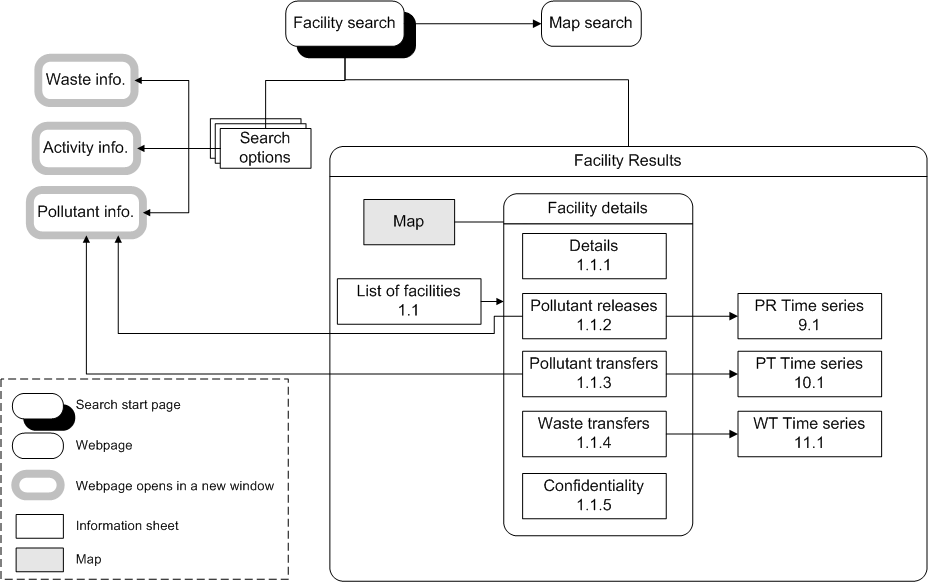 Facility search
Map search
Waste info.
Activity info.
Pollutant info.
Search
options
Facility Results
Map
Facility details
Details
1.1.1
List of facilities
1.1
Pollutant releases
1.1.2
PR Time series
9.1
Pollutant transfers
1.1.3
PT Time series
10.1
Waste transfers
1.1.4
WT Time series
11.1
Confidentiality
1.1.5
Search start page
Webpage
Webpage opens in a new window
Information sheet
Map